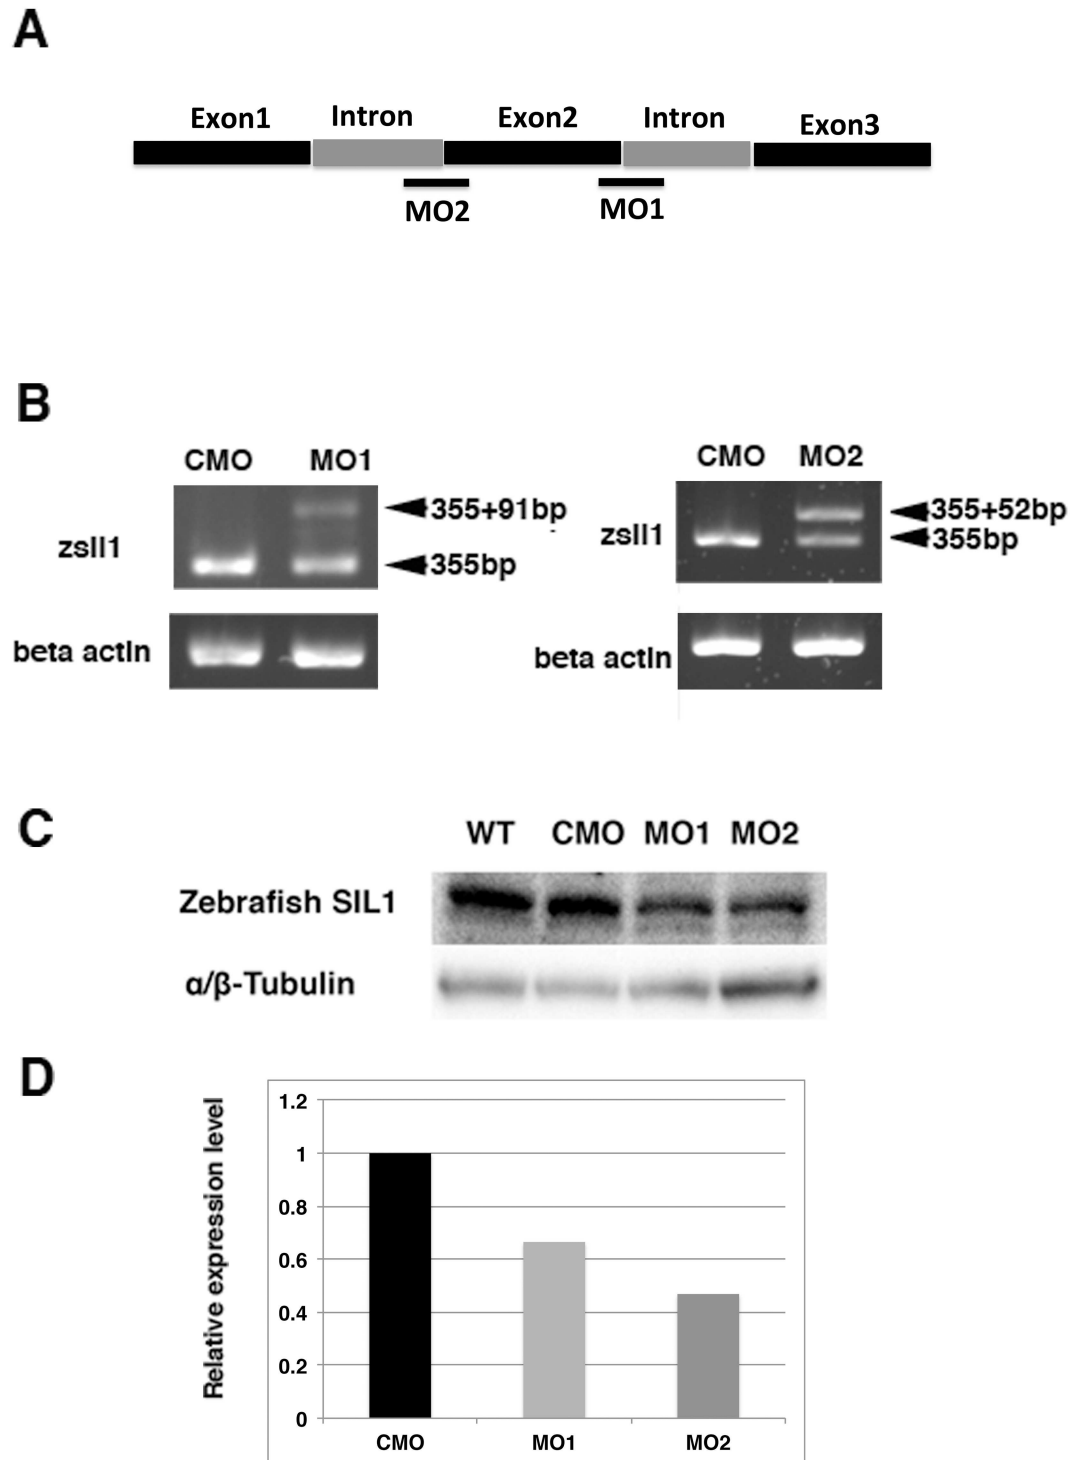 A
Exon1 Intron Exon2 Intron Exon3
MO2 MO1
B
CMO MO1
zsil1
355+91bp
355bp
beta actin
CMO MO2
zsil1
355+52bp
355bp
beta actin
C
WT CMO MO1 MO2
Zebrafish SIL1
α/β-Tubulin
D
Relative expression level
1.2
1
0.8
0.6
0.4
0.2
0
CMO MO1 MO2